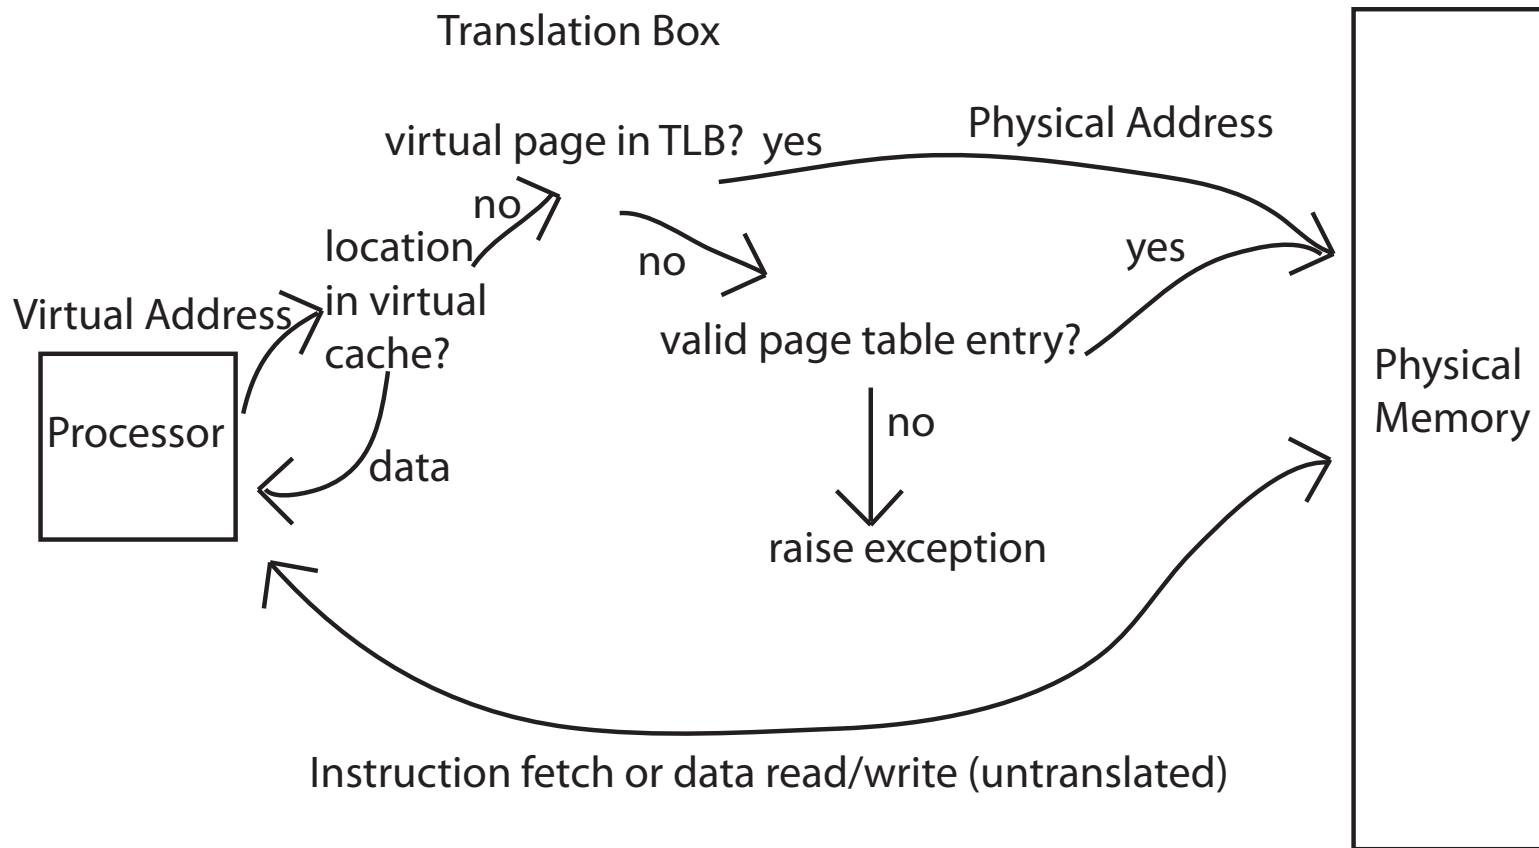 Translation Box
virtual page in TLB? yes
Physical Address
no
location
in virtual
cache?
no
yes
Virtual Address
valid page table entry?
Physical
Memory
Processor
no
data
raise exception
Instruction fetch or data read/write (untranslated)